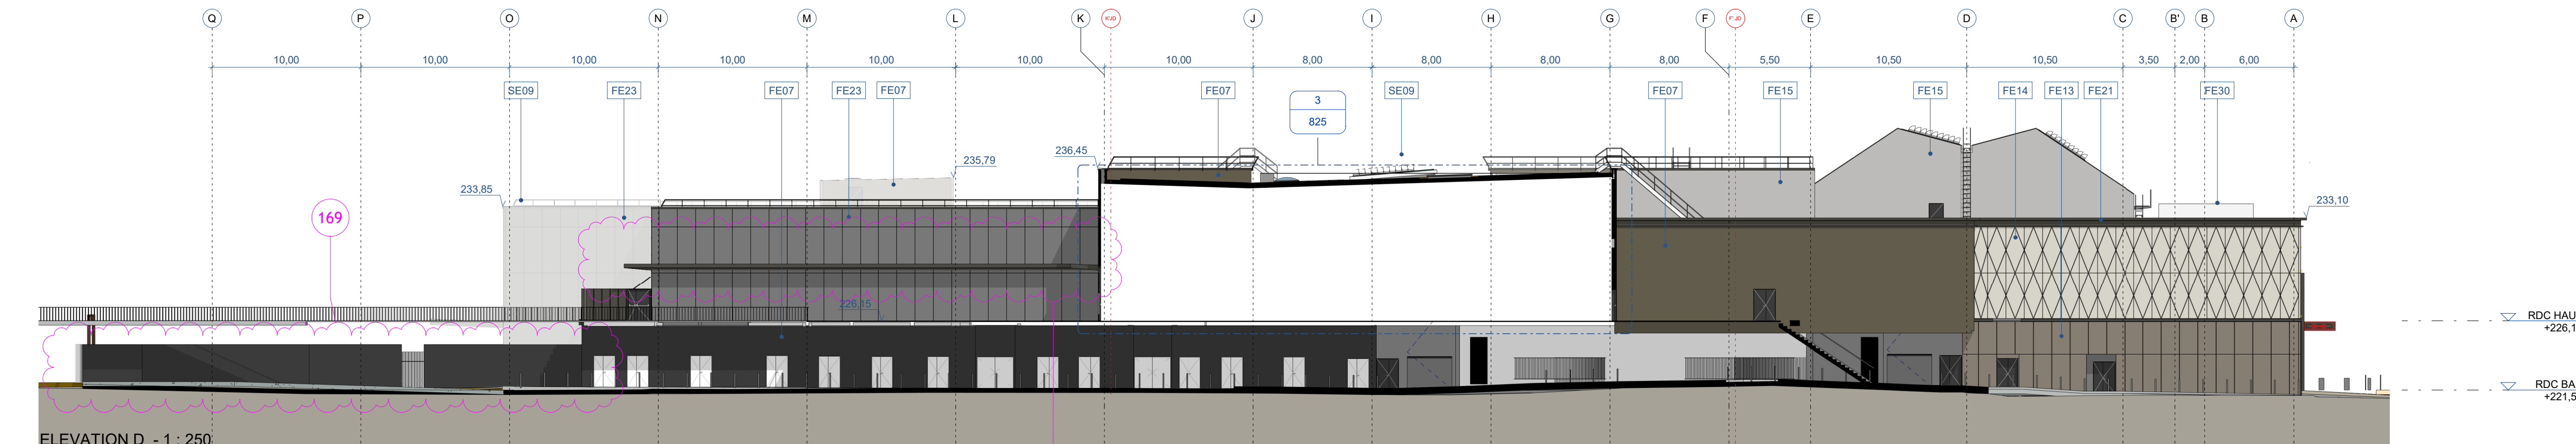 Q P O N M L K K'JD J I H G F F'JD E D C B' B A
10,00 10,00 10,00 10,00 10,00 10,00 10,00 8,00 8,00 8,00 8,00 5,50 10,50 10,50 3,50 2,00 6,00
SE09 FE23 FE07 FE23 FE07 FE07 SE09 FE07 FE15 FE15 FE14 FE13 FE21 FE30
3
825
236,45
235,79
233,85
233,10
169
226,15
RDC HAU
+226,1
RDC BA
+221,5
ELEVATION D - 1 : 250